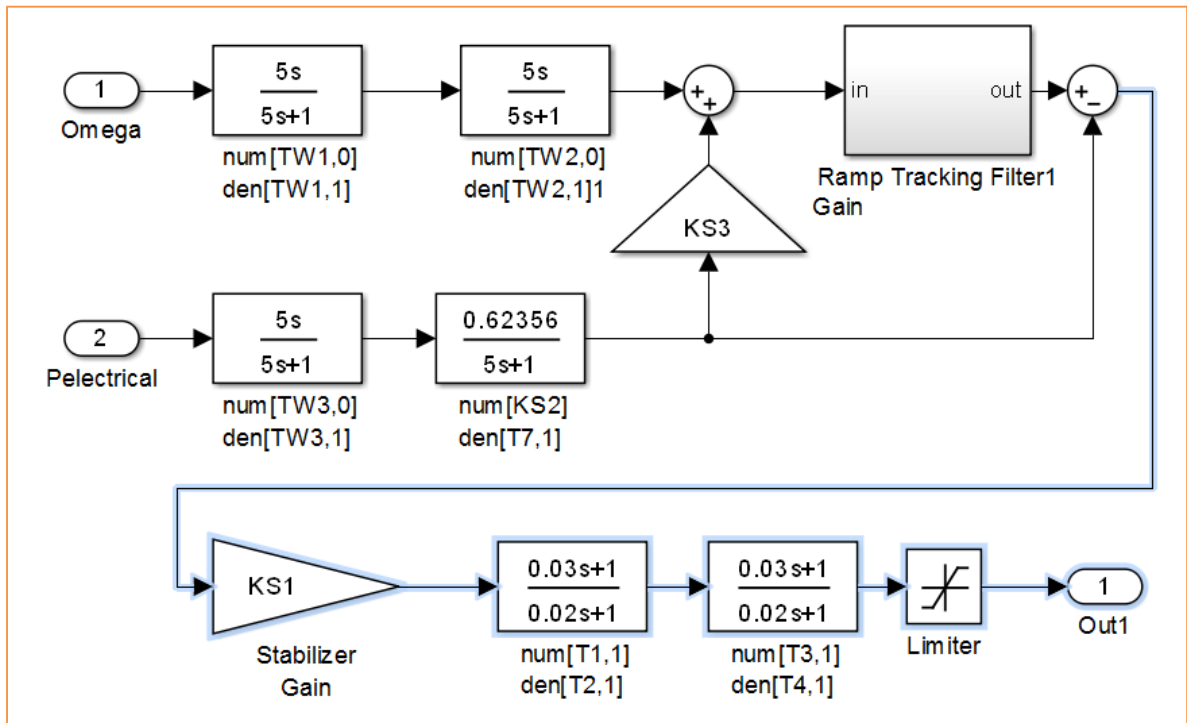 1
Omega
5s
5s+1
num[TW1,0]
den[TW1,1]
5s
5s+1
num[TW2,0]
den[TW2,1]1
+
+
KS3
in
out
Ramp Tracking Filter1
Gain
+
−
2
Pelectrical
5s
5s+1
num[TW3,0]
den[TW3,1]
0.62356
5s+1
num[KS2]
den[T7,1]
KS1
Stabilizer
Gain
0.03s+1
0.02s+1
num[T1,1]
den[T2,1]
0.03s+1
0.02s+1
num[T3,1]
den[T4,1]
Limiter
1
Out1